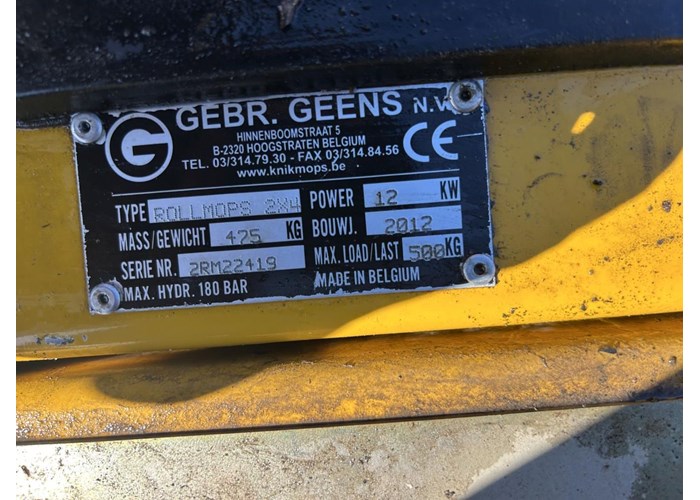 G GEBR. GEENS N.V.
HINNENBOOMSTRAAT 5
B-2320 HOOGSTRATEN BELGIUM
TEL. 03/314.79.30 - FAX 03/314.84.56
www.knikmops.be
CE
TYPE ROLLMOPS 2X4 POWER 12 KW
MASS/GEWICHT 475 KG BOUWJ. 2012
SERIE NR. 2RM22419 MAX. LOAD/LAST 500 KG
MAX. HYDR. 180 BAR MADE IN BELGIUM